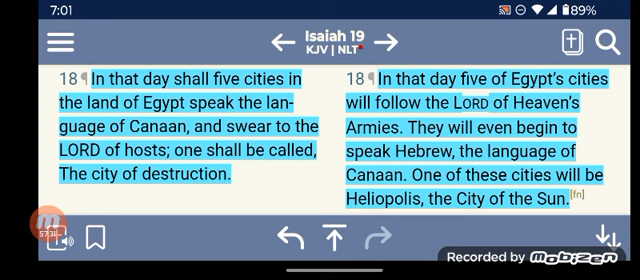 7:01
89%
Isaiah 19
KJV | NLT
18 ¶ In that day shall five cities in
the land of Egypt speak the lan-
guage of Canaan, and swear to the
LORD of hosts; one shall be called,
The city of destruction.
18 ¶ In that day five of Egypt’s cities
will follow the LORD of Heaven’s
Armies. They will even begin to
speak Hebrew, the language of
Canaan. One of these cities will be
Heliopolis, the City of the Sun.[fn]
Recorded by mobizen